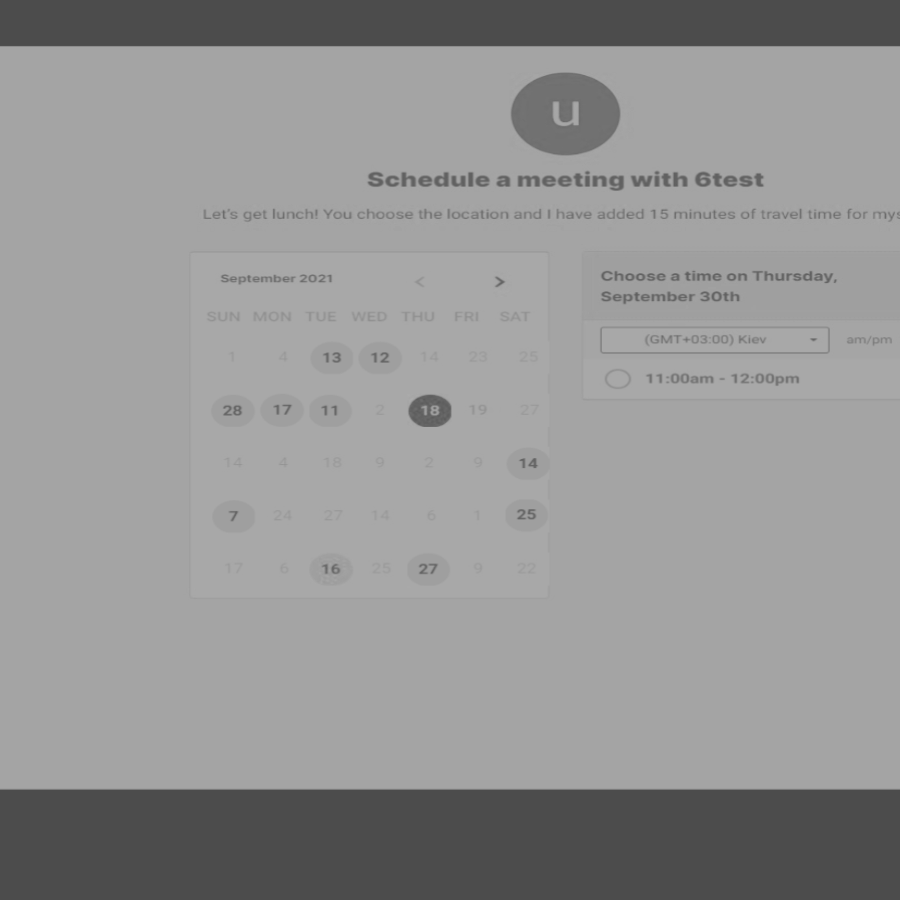 u
Schedule a meeting with 6test
Let's get lunch! You choose the location and I have added 15 minutes of travel time for
September 2021 < >
SUN MON TUE WED THU FRI SAT
1 4 13 12 14 23 25
28 17 11 2 18 19 27
14 4 18 9 2 9 14
7 24 27 14 6 1 25
17 6 16 25 27 9 22
Choose a time on Thursday,
September 30th
(GMT+03:00) Kiev am/pm
11:00am - 12:00pm